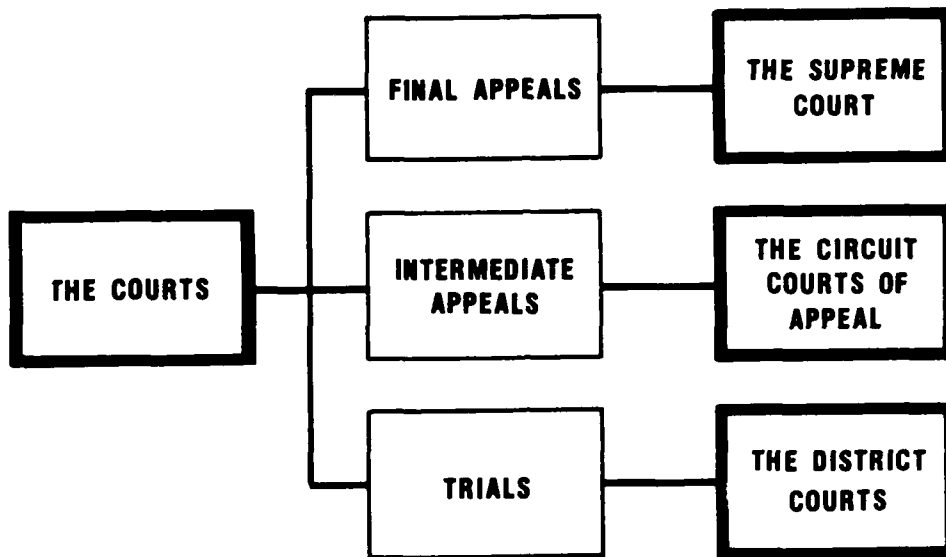 FINAL APPEALS
THE SUPREME
COURT
THE COURTS
INTERMEDIATE
APPEALS
THE CIRCUIT
COURTS OF
APPEAL
TRIALS
THE DISTRICT
COURTS